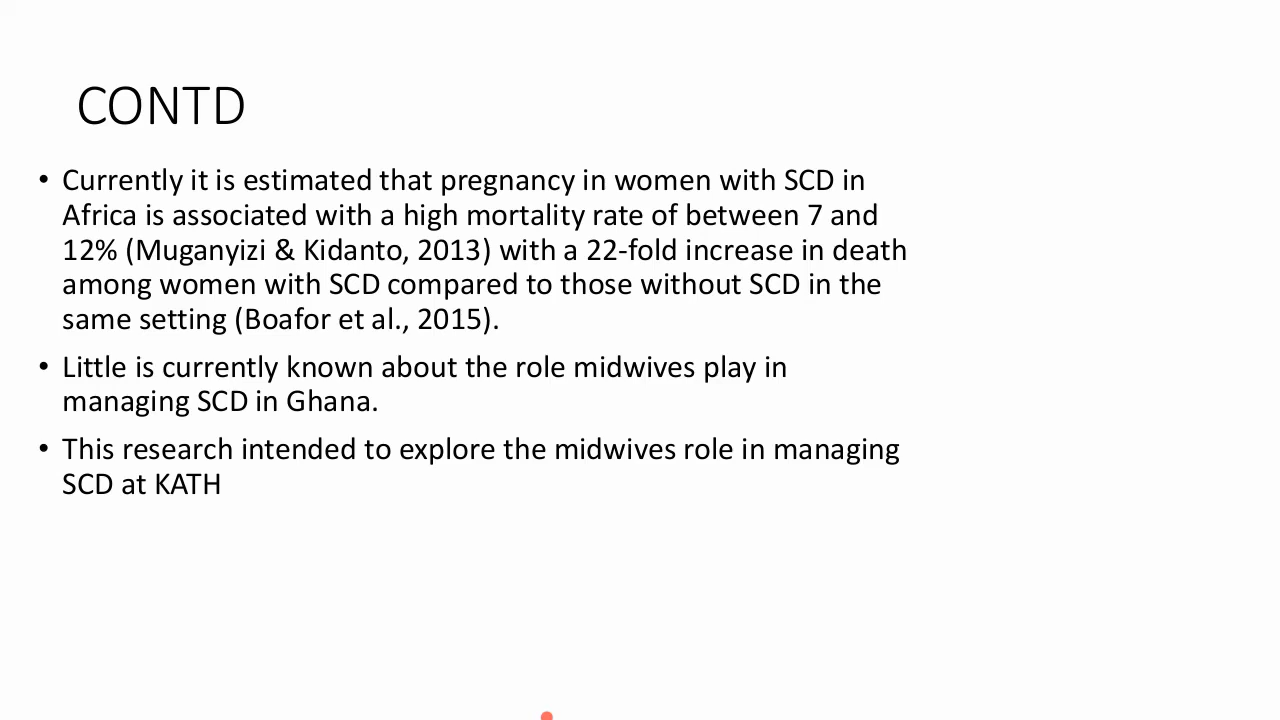 CONTD
• Currently it is estimated that pregnancy in women with SCD in
Africa is associated with a high mortality rate of between 7 and
12% (Muganyizi & Kidanto, 2013) with a 22-fold increase in death
among women with SCD compared to those without SCD in the
same setting (Boafor et al., 2015).
• Little is currently known about the role midwives play in
managing SCD in Ghana.
• This research intended to explore the midwives role in managing
SCD at KATH